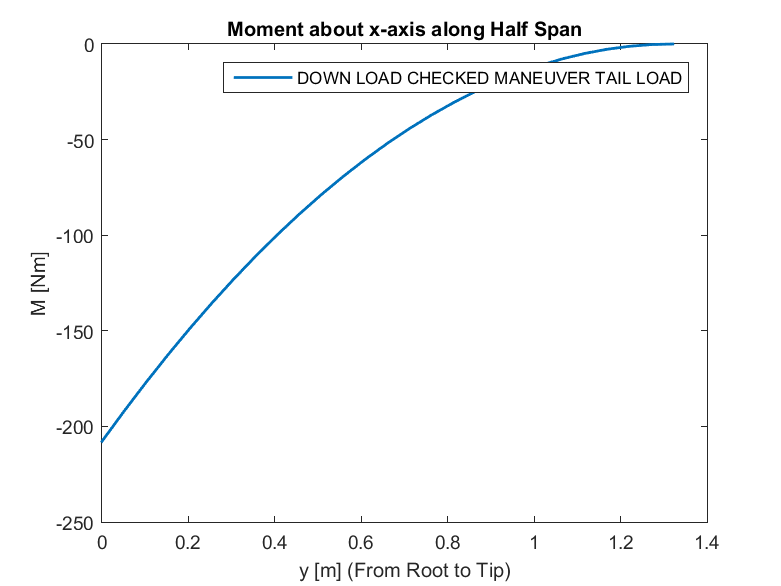 Moment about x-axis along Half Span
DOWN LOAD CHECKED MANEUVER TAIL LOAD
0
-50
-100
-150
-200
-250
M [Nm]
0 0.2 0.4 0.6 0.8 1 1.2 1.4
y [m] (From Root to Tip)